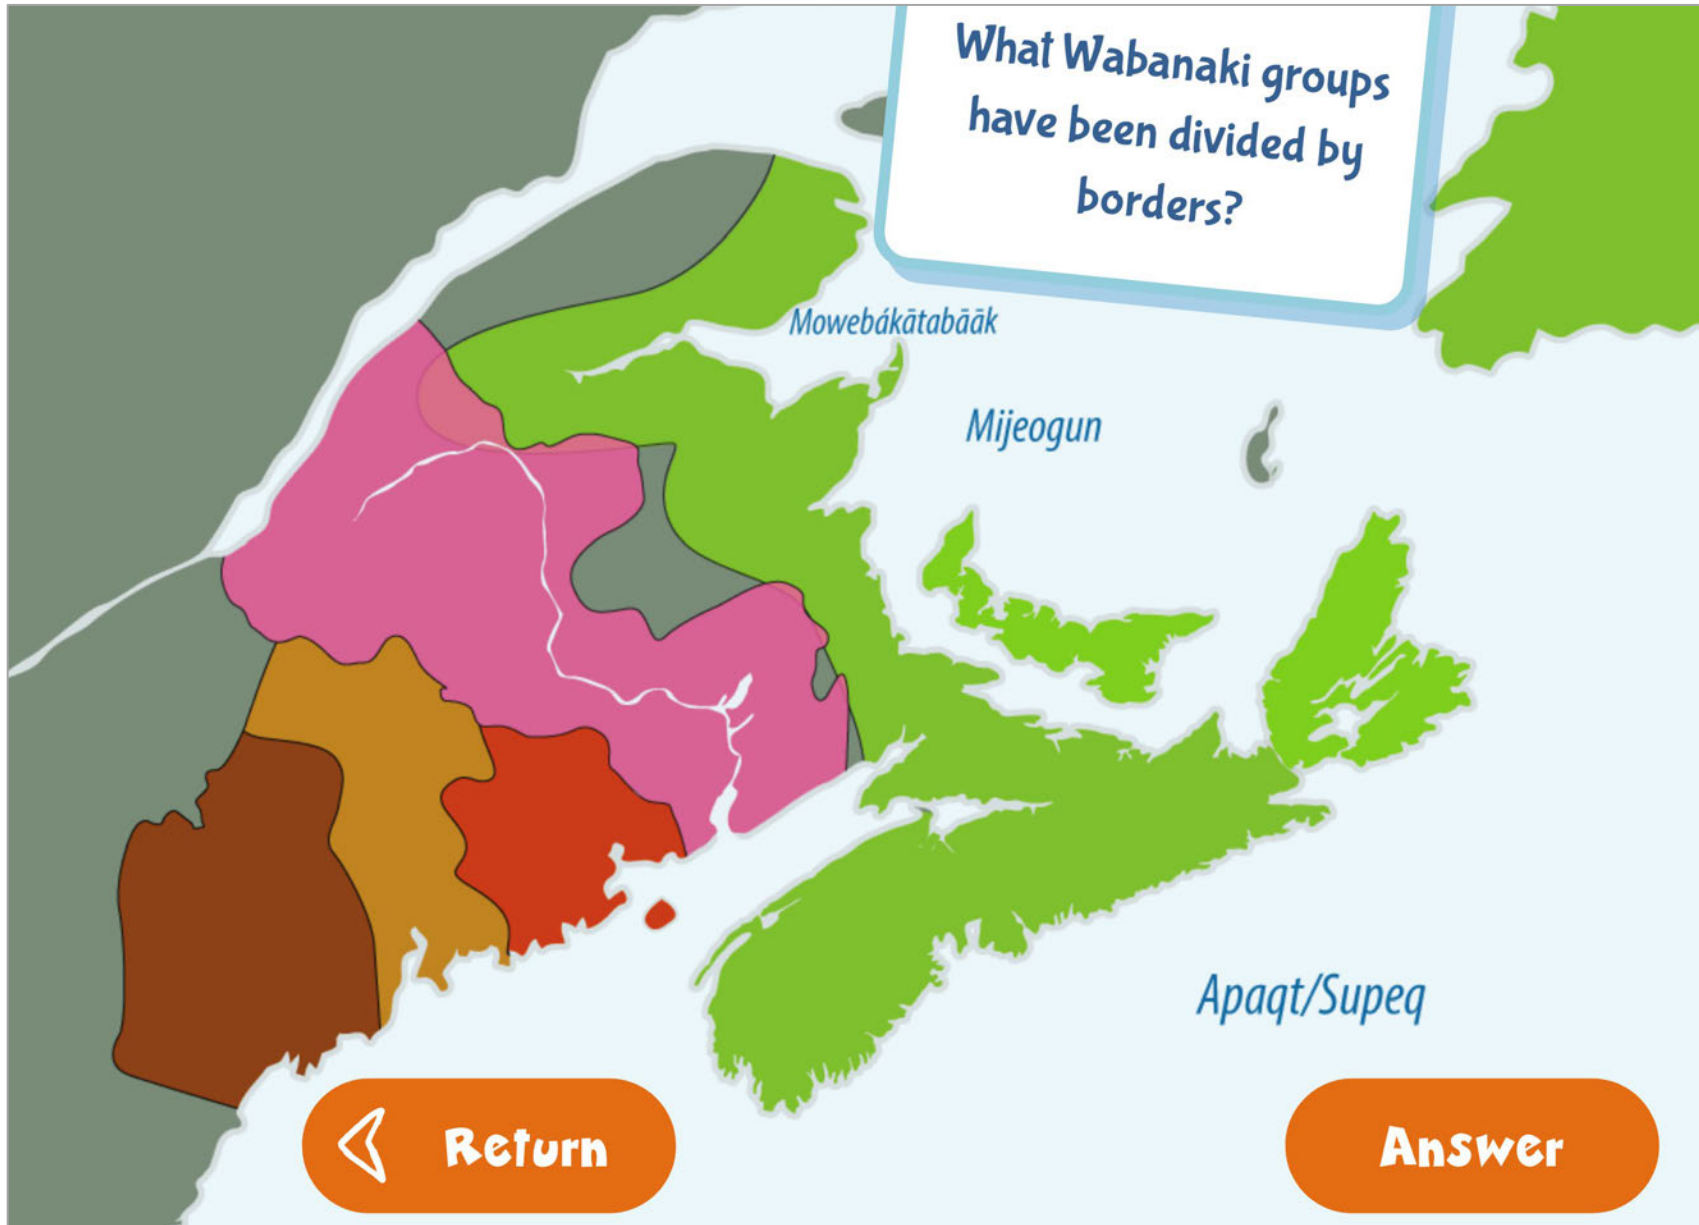 What Wabanaki groups
have been divided by
borders?
Mowebákātabāāk
Mijeogun
Apaqt/Supeq
Return
Answer